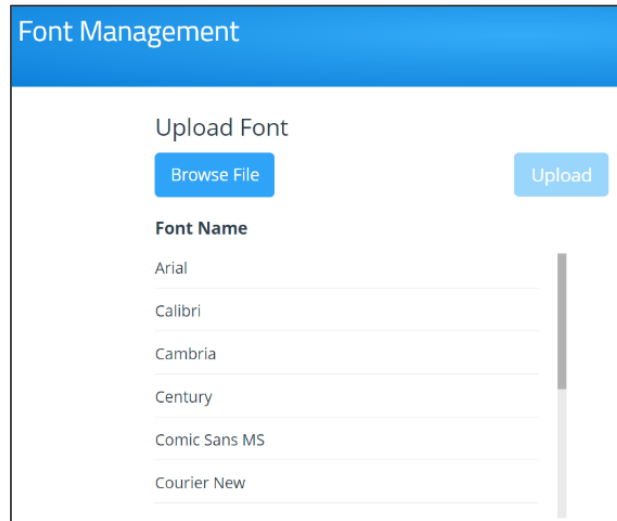 Font Management
Upload Font
Browse File
Upload
Font Name
Arial
Calibri
Cambria
Century
Comic Sans MS
Courier New